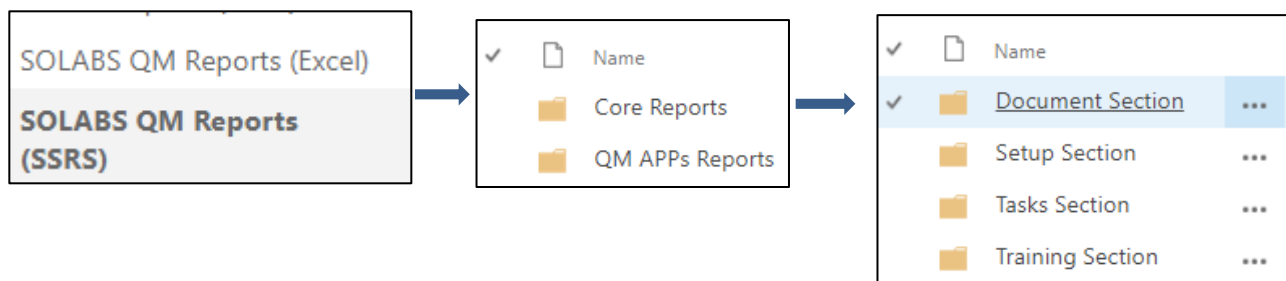 SOLABS QM Reports (Excel)
SOLABS QM Reports
(SSRS)
Name
Core Reports
QM APPs Reports
Name
Document Section
Setup Section
Tasks Section
Training Section